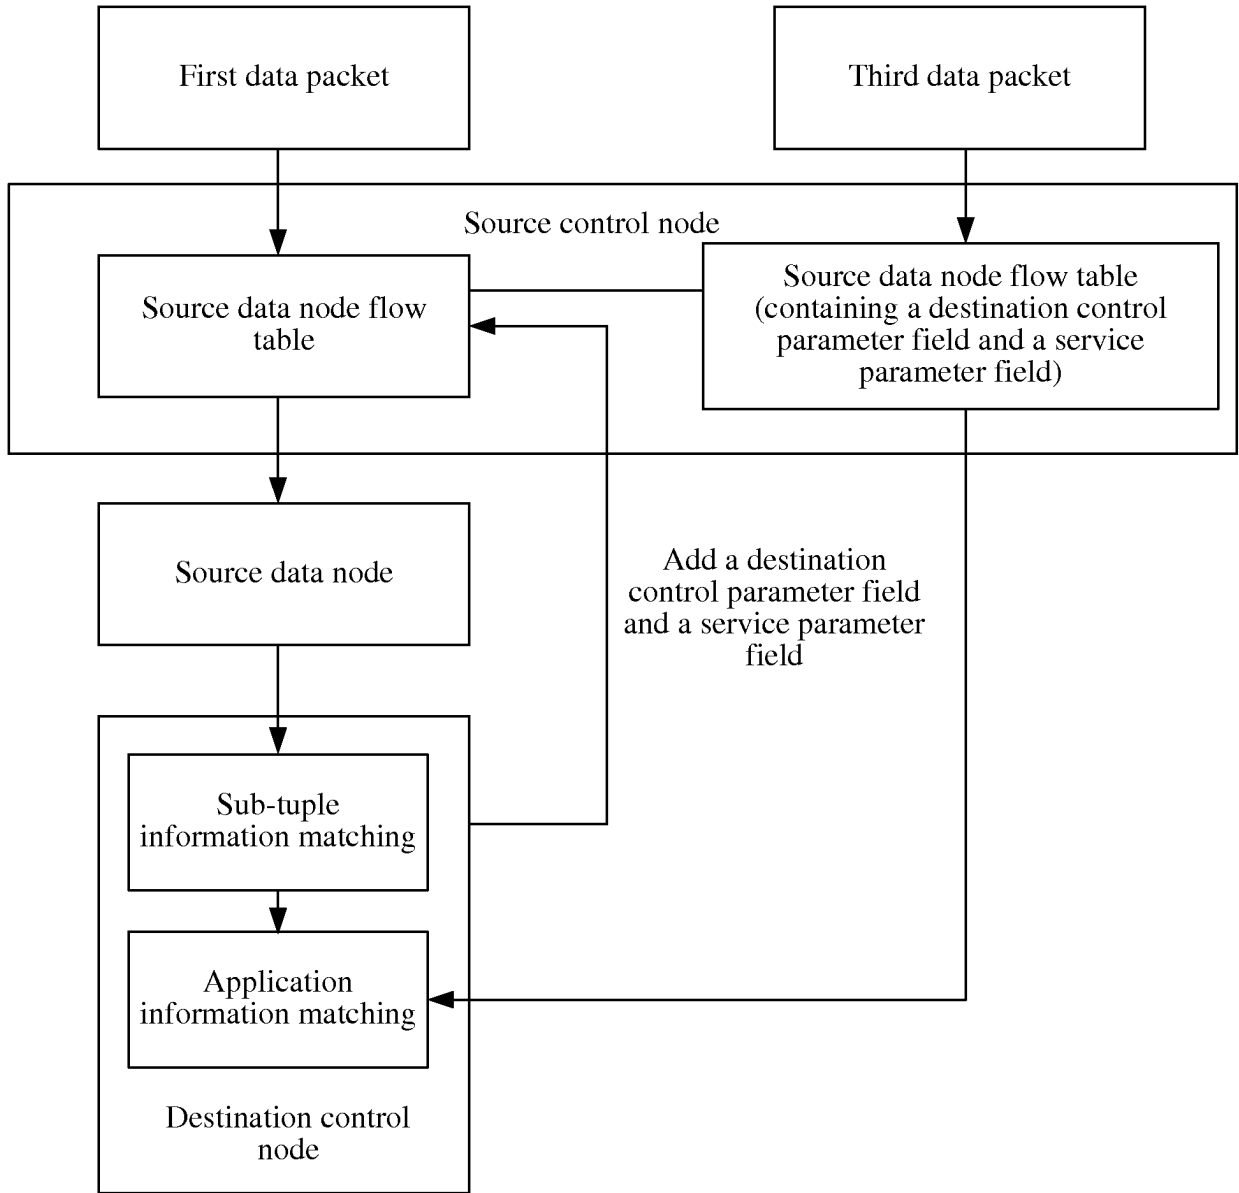 First data packet
Third data packet
Source control node
Source data node flow
table
Source data node flow table
(containing a destination control
parameter field and a service
parameter field)
Source data node
Add a destination
control parameter field
and a service parameter
field
Sub-tuple
information matching
Application
information matching
Destination control
node